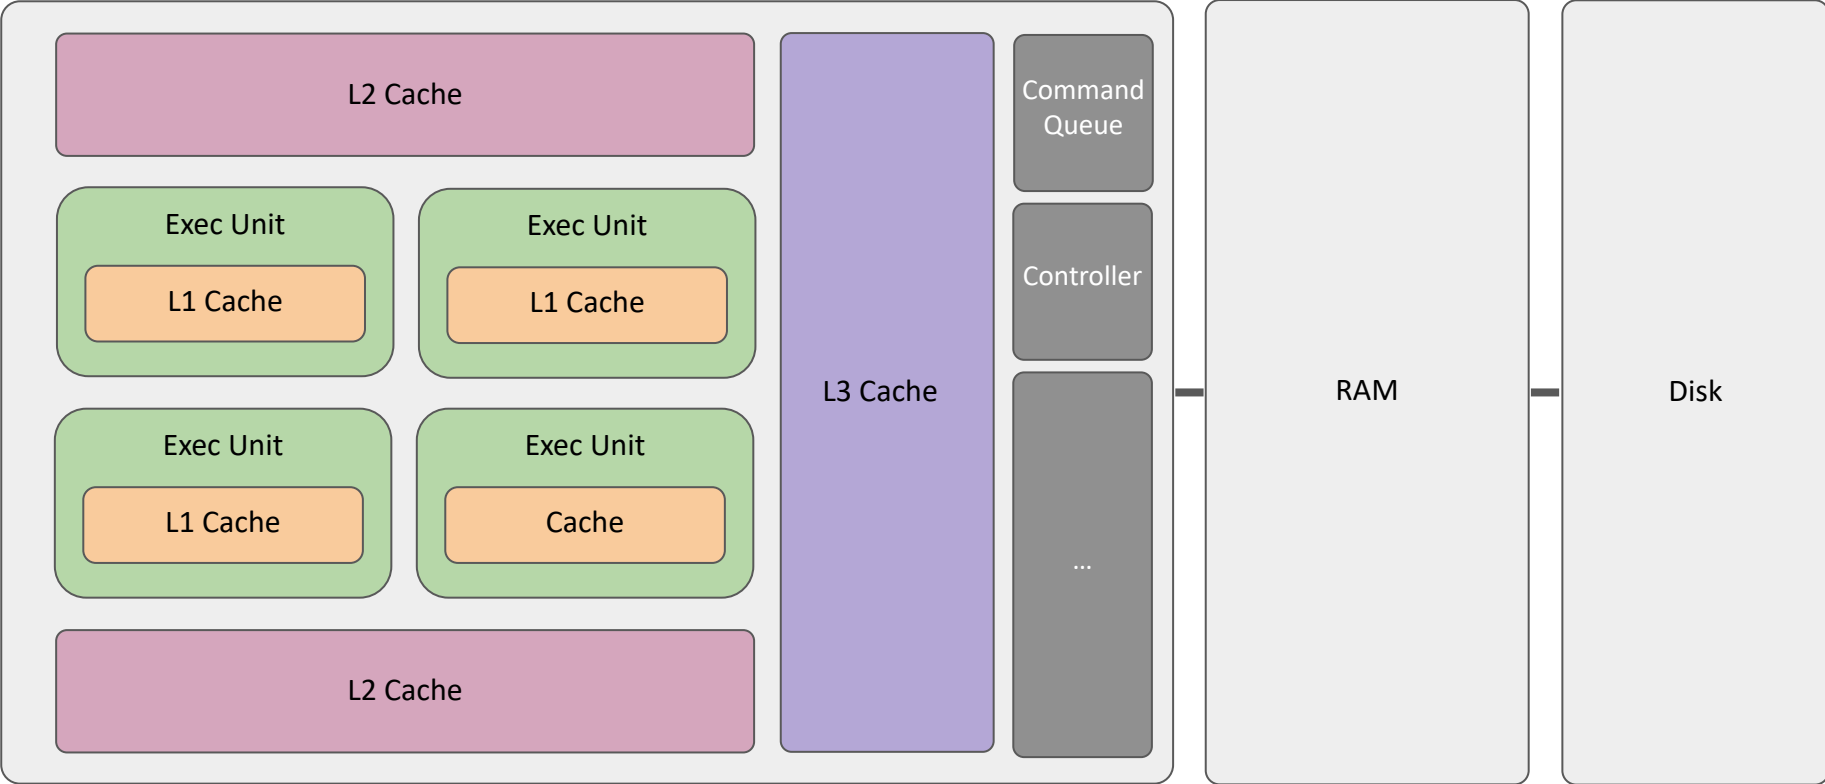 L2 Cache
Exec Unit
L1 Cache
Exec Unit
L1 Cache
Exec Unit
L1 Cache
Exec Unit
Cache
L2 Cache
L3 Cache
Command
Queue
Controller
...
RAM
Disk